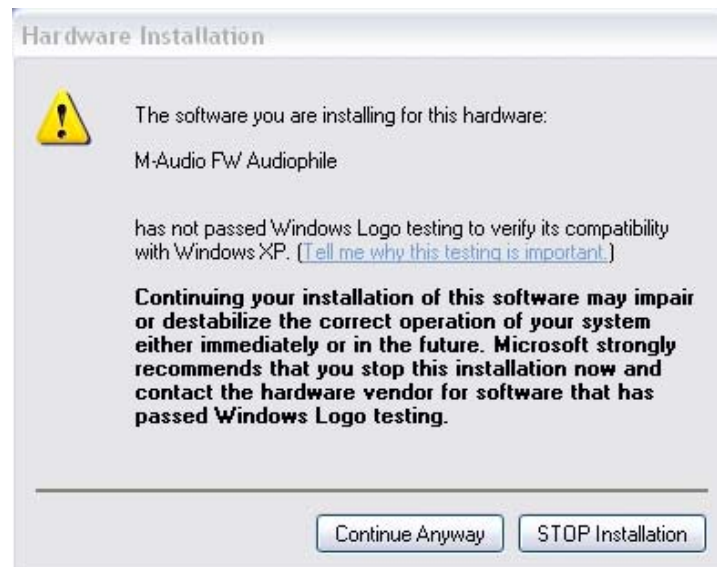 Hardware Installation
The software you are installing for this hardware:
M-Audio FW Audiophile
has not passed Windows Logo testing to verify its compatibility
with Windows XP. (Tell me why this testing is important.)
Continuing your installation of this software may impair
or destabilize the correct operation of your system
either immediately or in the future. Microsoft strongly
recommends that you stop this installation now and
contact the hardware vendor for software that has
passed Windows Logo testing.
Continue Anyway STOP Installation